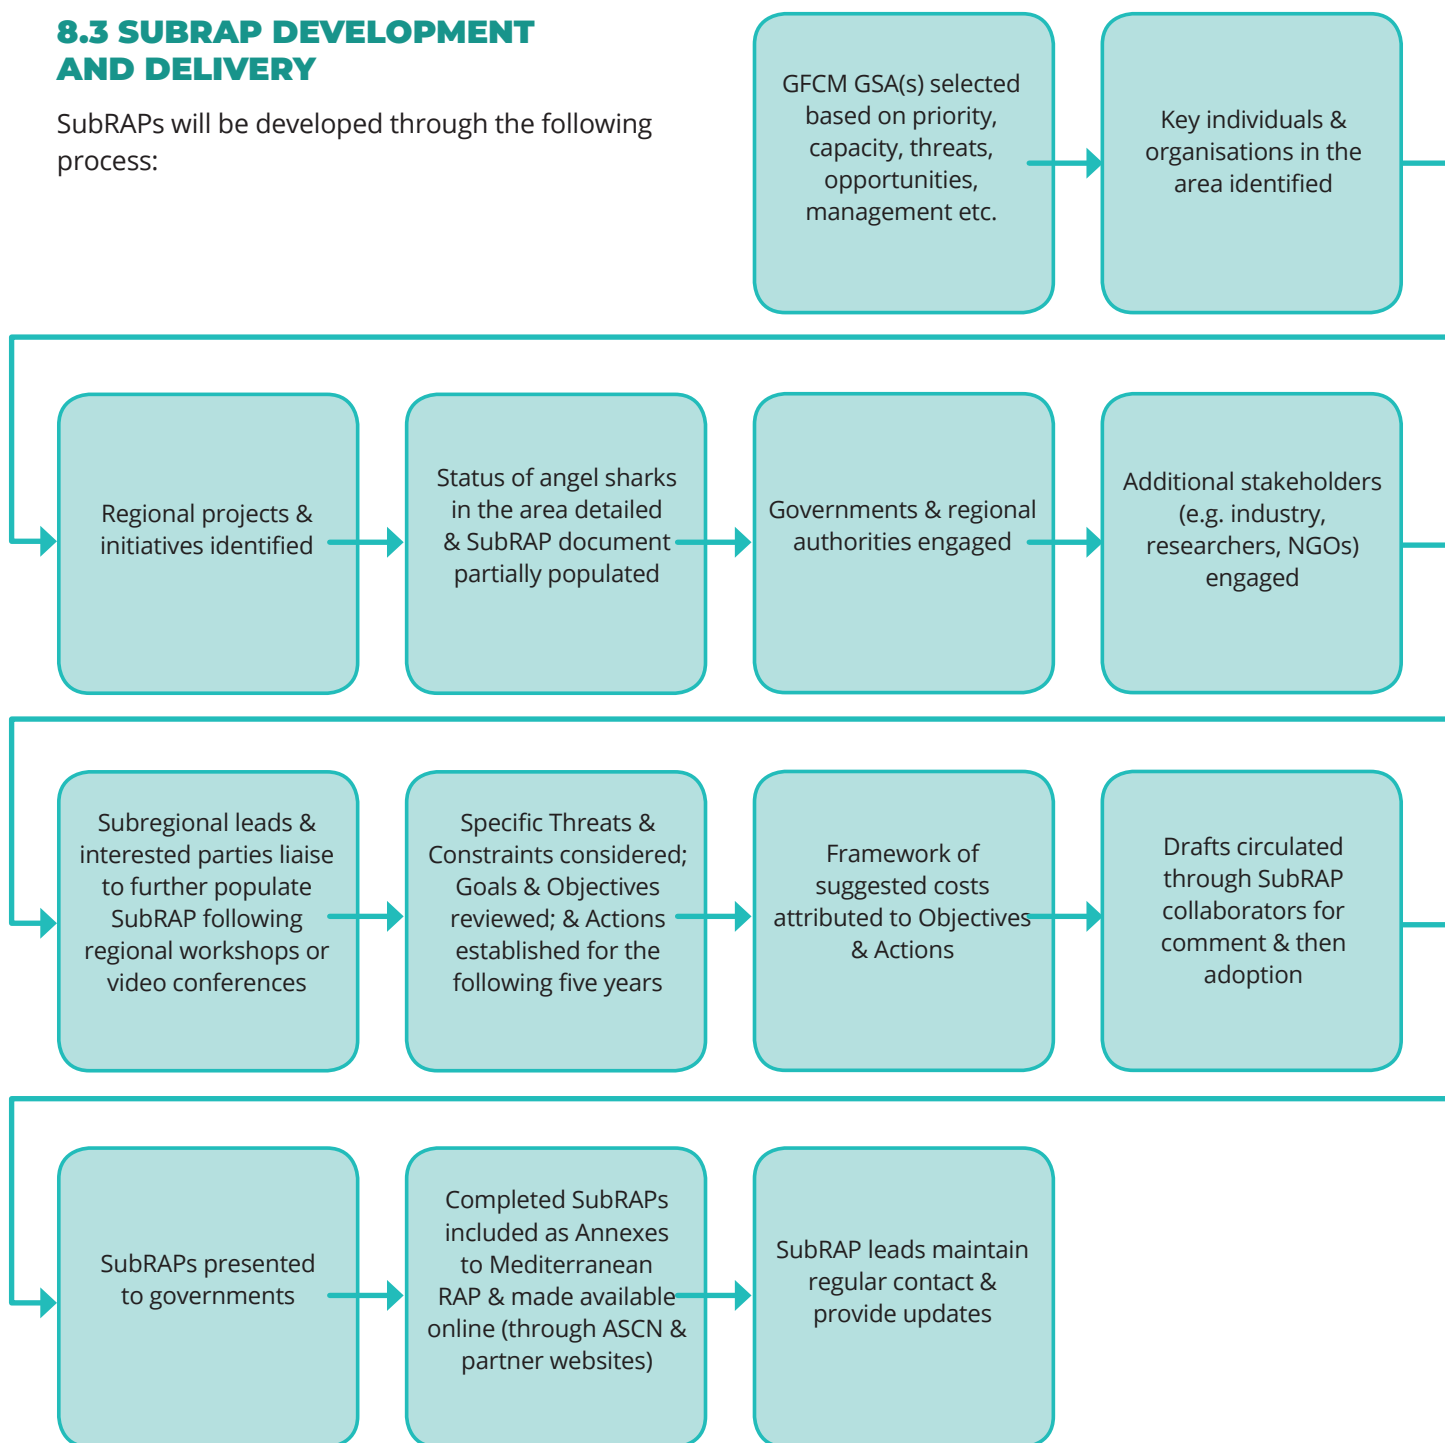 8.3 SUBRAP DEVELOPMENT
AND DELIVERY
SubRAPs will be developed through the following
process:
GFCM GSA(s) selected
based on priority,
capacity, threats,
opportunities,
management etc.
Key individuals &
organisations in the
area identified
Regional projects &
initiatives identified
Status of angel sharks
in the area detailed
& SubRAP document
partially populated
Governments & regional
authorities engaged
Additional stakeholders
(e.g. industry,
researchers, NGOs)
engaged
Subregional leads &
interested parties liaise
to further populate
SubRAP following
regional workshops or
video conferences
Specific Threats &
Constraints considered;
Goals & Objectives
reviewed; & Actions
established for the
following five years
Framework of
suggested costs
attributed to Objectives
& Actions
Drafts circulated
through SubRAP
collaborators for
comment & then
adoption
SubRAPs presented
to governments
Completed SubRAPs
included as Annexes
to Mediterranean
RAP & made available
online (through ASCN &
partner websites)
SubRAP leads maintain
regular contact &
provide updates